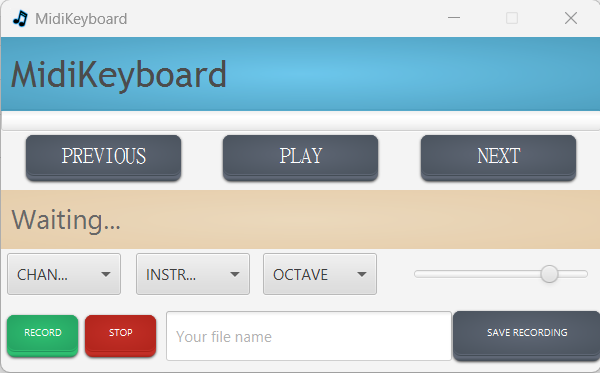 MidiKeyboard
MidiKeyboard
PREVIOUS PLAY NEXT
Waiting...
CHAN... INSTR... OCTAVE
RECORD STOP Your file name SAVE RECORDING